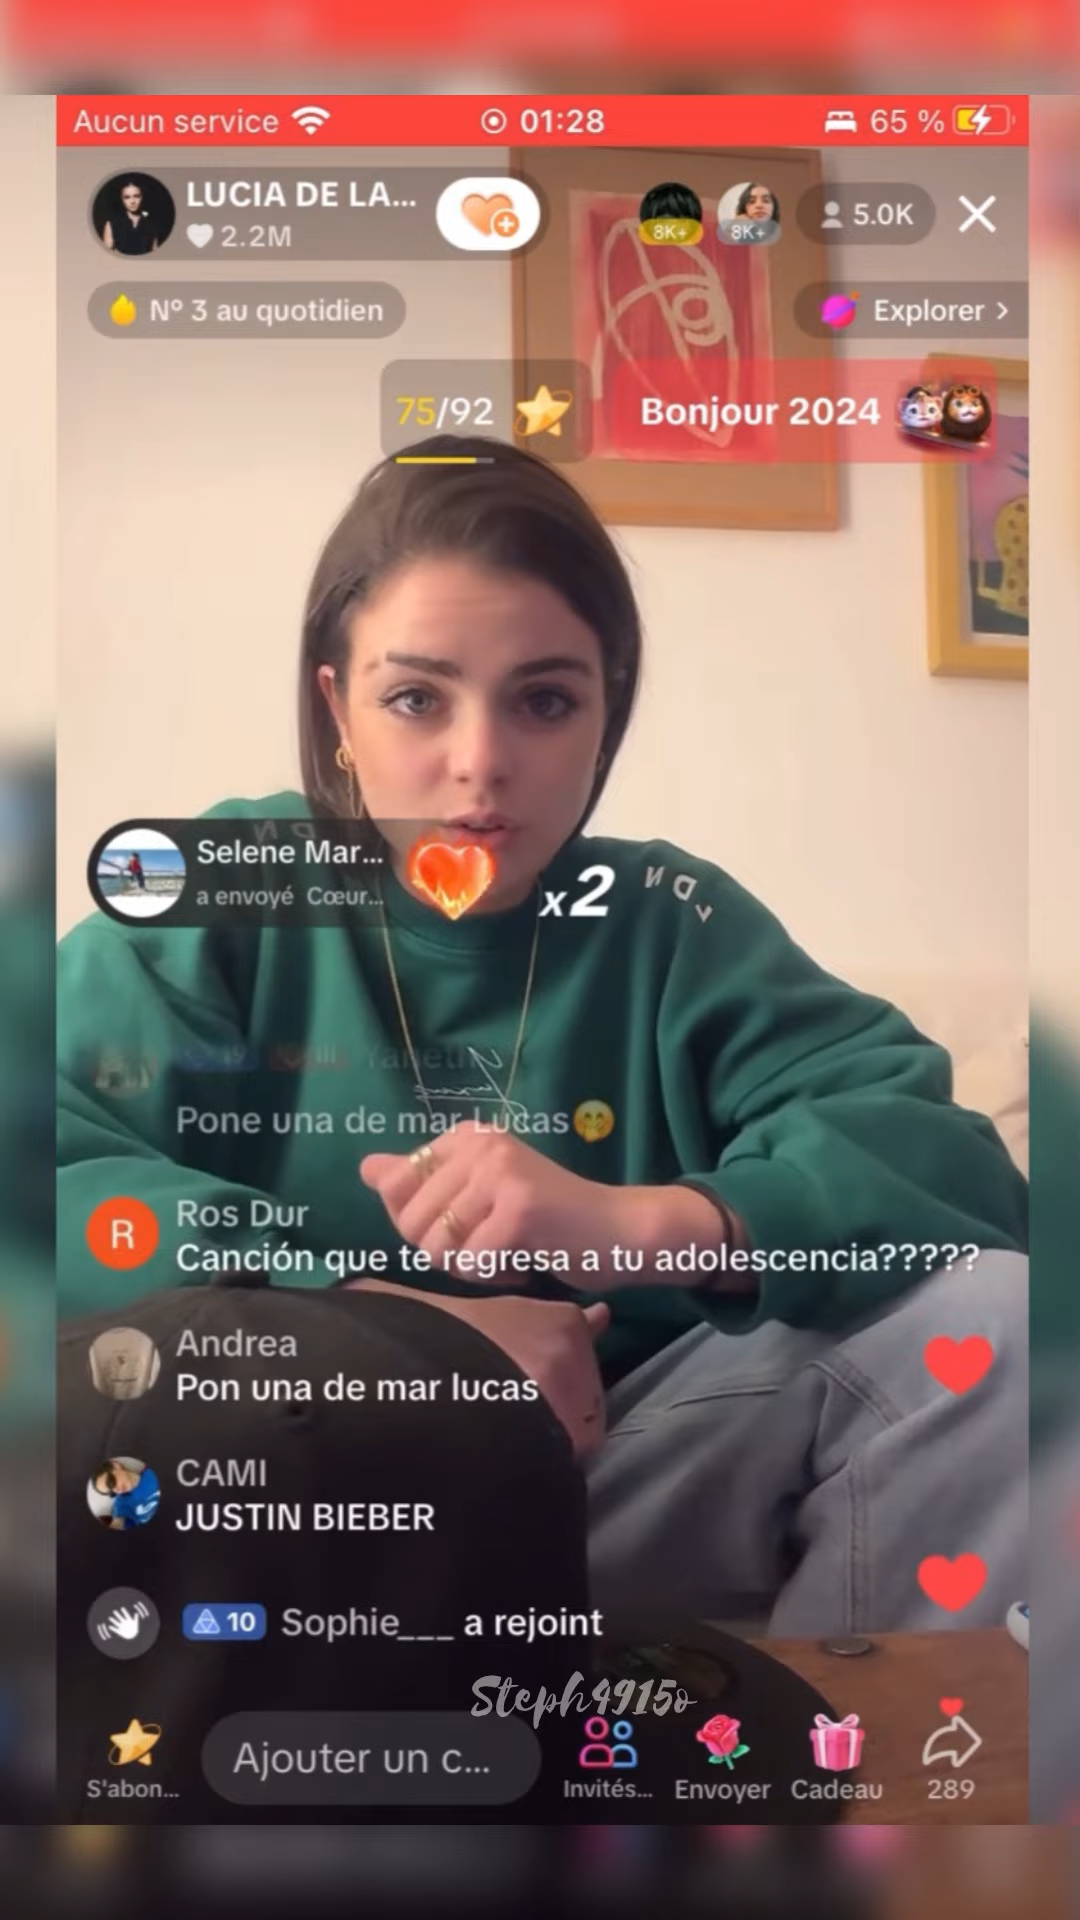 Aucun service 01:28 65 %
LUCIA DE LA...
2.2M
8K+ 8K+ 5.0K
N° 3 au quotidien
Explorer >
75/92 Bonjour 2024
Selene Mar...
a envoyé Cœur...
x2
Pone una de mar Lucas🤭
R
Ros Dur
Canción que te regresa a tu adolescencia?????
Andrea
Pon una de mar lucas
CAMI
JUSTIN BIEBER
10 Sophie___ a rejoint
Steph4915o
Ajouter un c...
S'abon... Invités... Envoyer Cadeau 289